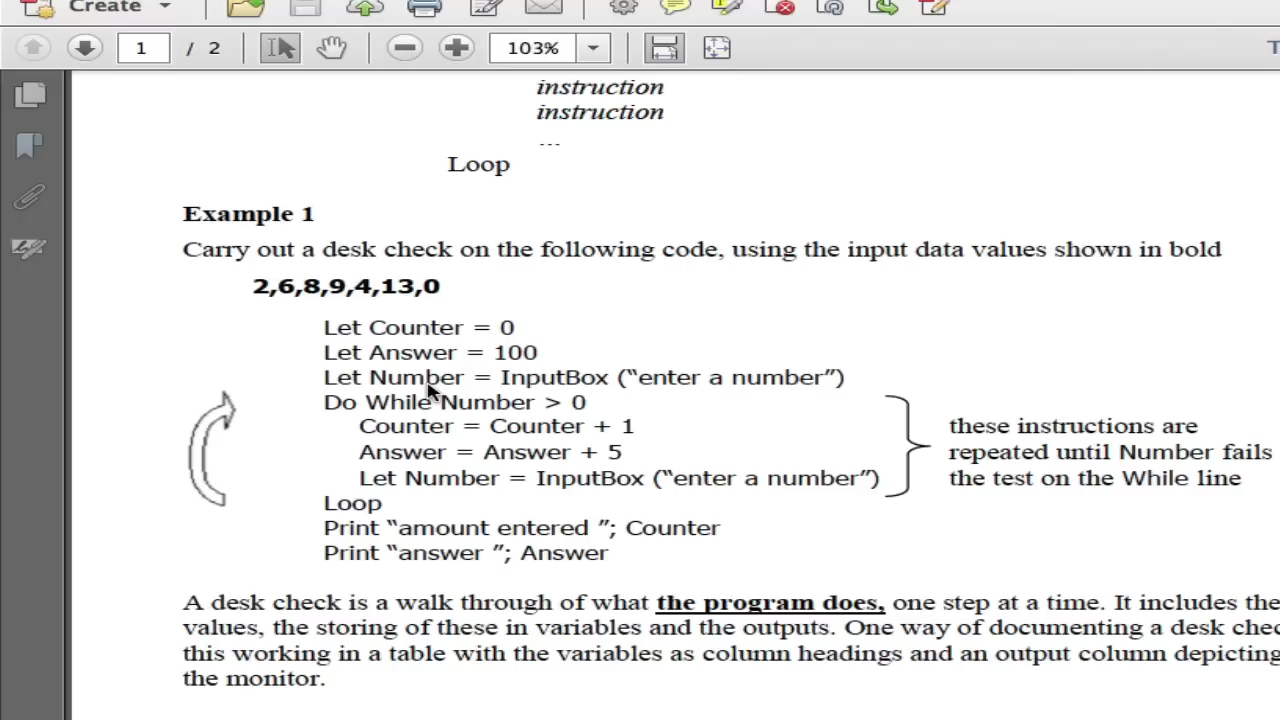 Create
1 / 2 103% T
instruction
instruction
...
Loop
Example 1
Carry out a desk check on the following code, using the input data values shown in bold
2,6,8,9,4,13,0
Let Counter = 0
Let Answer = 100
Let Number = InputBox (“enter a number”)
Do While Number > 0
Counter = Counter + 1
Answer = Answer + 5
Let Number = InputBox (“enter a number”)
Loop
Print “amount entered ”; Counter
Print “answer ”; Answer
these instructions are
repeated until Number fails
the test on the While line
A desk check is a walk through of what the program does, one step at a time. It includes the
values, the storing of these in variables and the outputs. One way of documenting a desk chec
this working in a table with the variables as column headings and an output column depicting
the monitor.